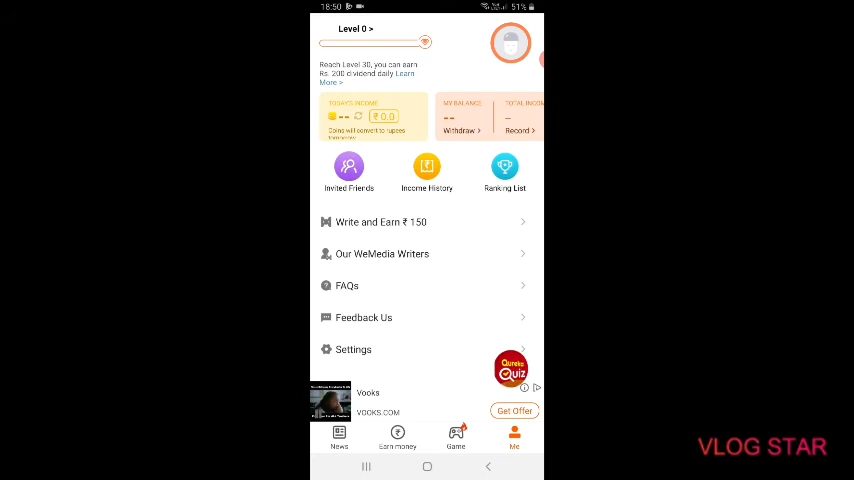 18:50
51%
Level 0 >
Reach Level 30, you can earn
Rs. 200 dividend daily Learn
More >
TODAY'S INCOME
-- ₹ 0.0
Coins will convert to rupees
tomorrow
MY BALANCE
--
Withdraw >
TOTAL INCOM
--
Record >
Invited Friends
Income History
Ranking List
Write and Earn ₹ 150
Our WeMedia Writers
FAQs
Feedback Us
Settings
Qureka
Quiz
Vooks
VOOKS.COM
Get Offer
News
Earn money
Game
Me
VLOG STAR